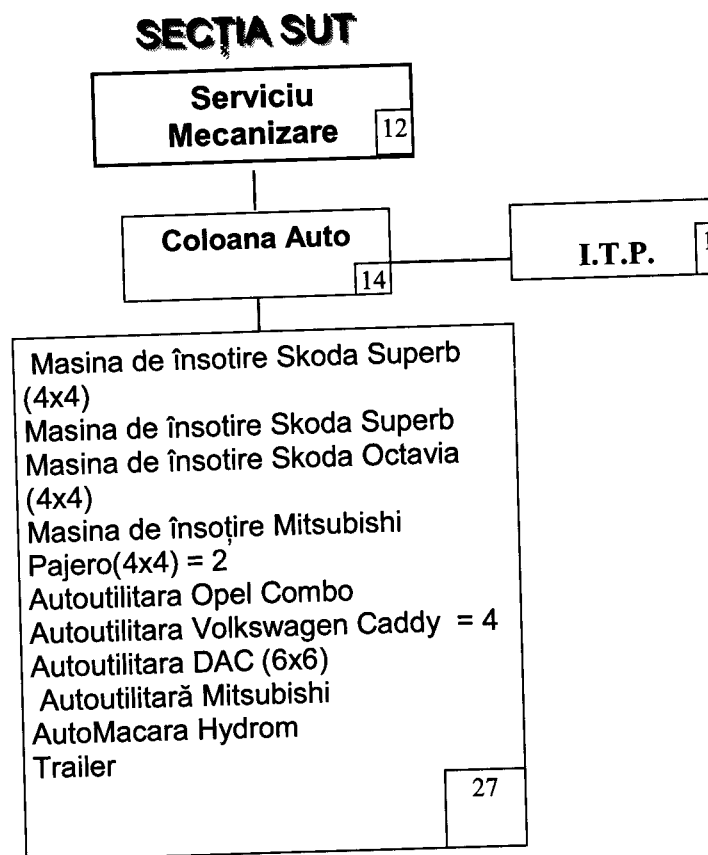 SECȚIA SUT
Serviciu
Mecanizare
12
Coloana Auto
14
I.T.P.
Masina de însotire Skoda Superb
(4x4)
Masina de însotire Skoda Superb
Masina de însotire Skoda Octavia
(4x4)
Masina de însoțire Mitsubishi
Pajero(4x4) = 2
Autoutilitara Opel Combo
Autoutilitara Volkswagen Caddy = 4
Autoutilitara DAC (6x6)
Autoutilitară Mitsubishi
AutoMacara Hydrom
Trailer
27